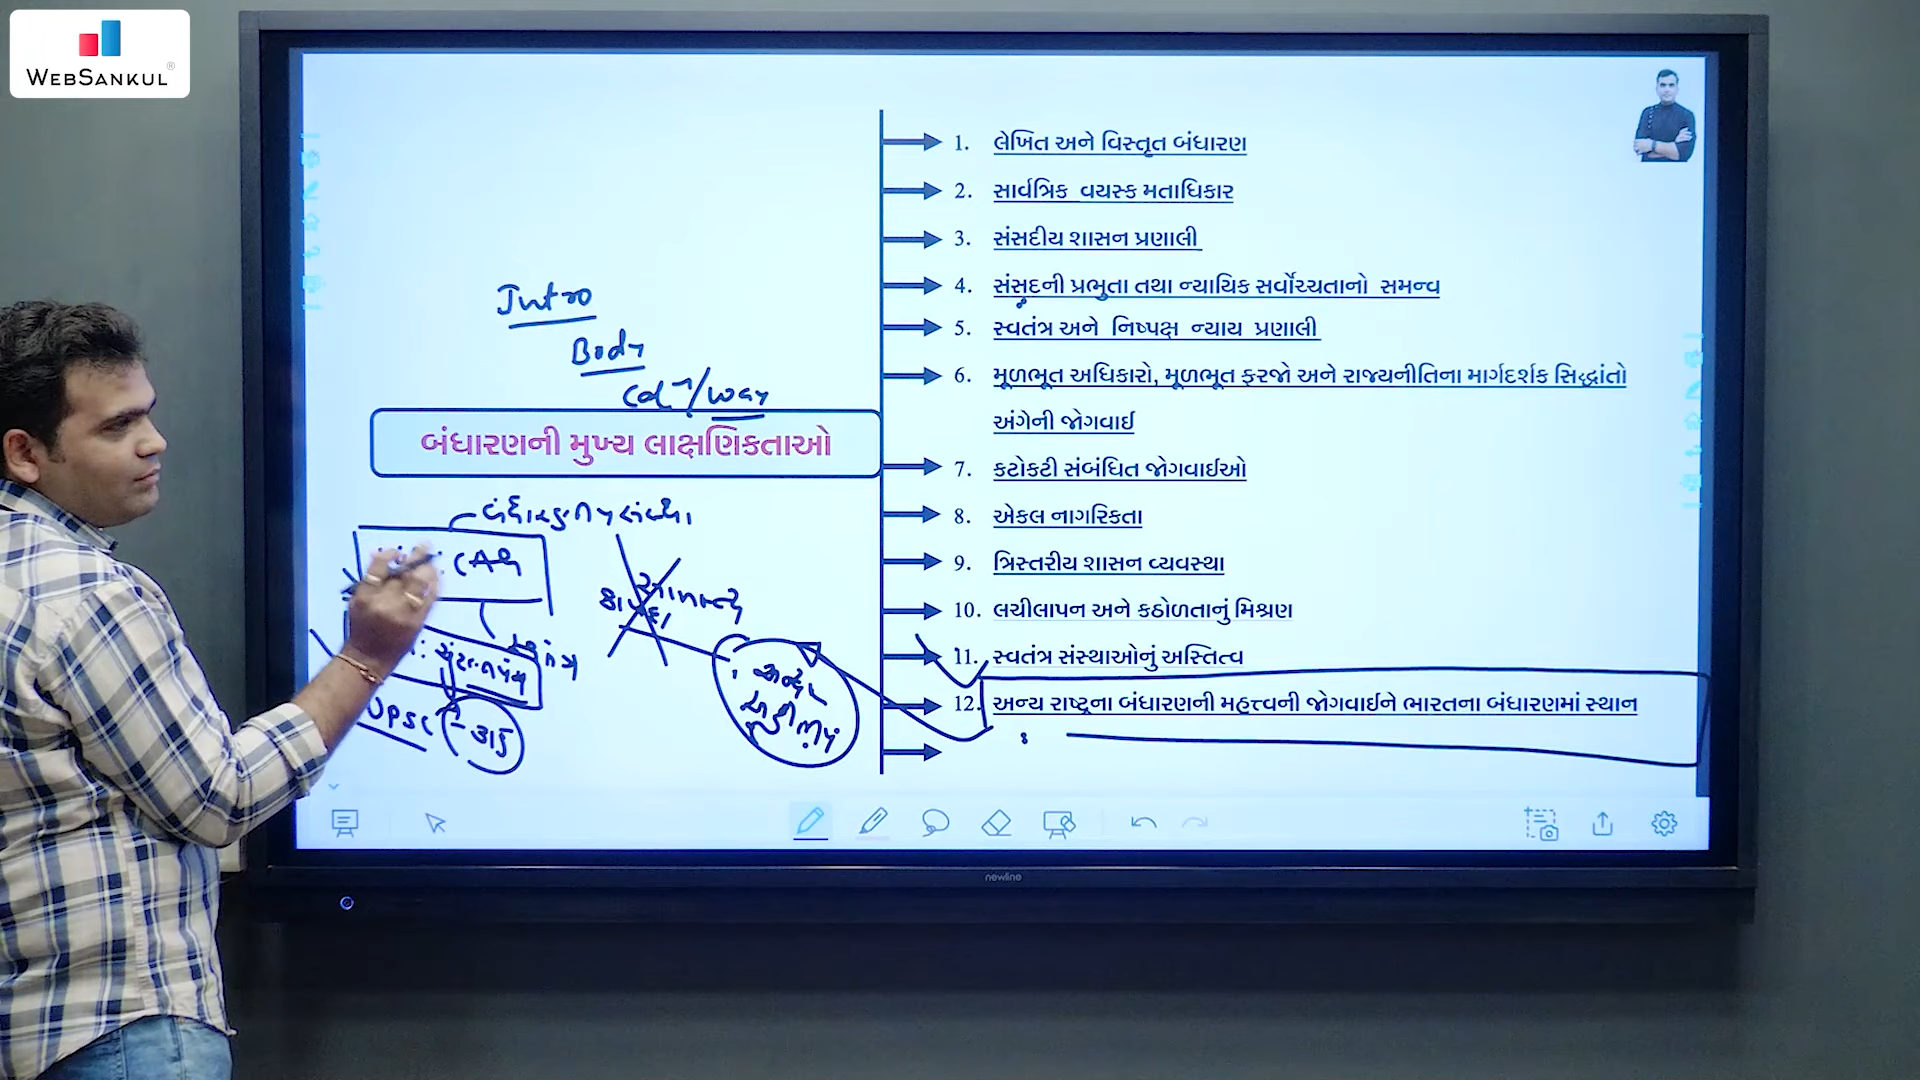 WEBSANKUL®
1. લેખિત અને વિસ્તૃત બંધારણ
2. સાર્વત્રિક વયસ્ક મતાધિકાર
3. સંસદીય શાસન પ્રણાલી
4. સંસદની પ્રભુતા તથા ન્યાયિક સર્વોચ્ચતાનો સમન્વ
5. સ્વતંત્ર અને નિષ્પક્ષ ન્યાય પ્રણાલી
6. મૂળભૂત અધિકારો, મૂળભૂત ફરજો અને રાજ્યનીતિના માર્ગદર્શક સિદ્ધાંતો
અંગેની જોગવાઈ
7. કટોકટી સંબંધિત જોગવાઈઓ
8. એકલ નાગરિકતા
9. ત્રિસ્તરીય શાસન વ્યવસ્થા
10. લચીલાપન અને કઠોળતાનું મિશ્રણ
11. સ્વતંત્ર સંસ્થાઓનું અસ્તિત્વ
12. અન્ય રાષ્ટ્રના બંધારણની મહત્ત્વની જોગવાઈને ભારતના બંધારણમાં સ્થાન
Intro
Body
/way
બંધારણની મુખ્ય લાક્ષણિકતાઓ
બંધારણીય સંસ્થા
: CAG
UPSC
newline